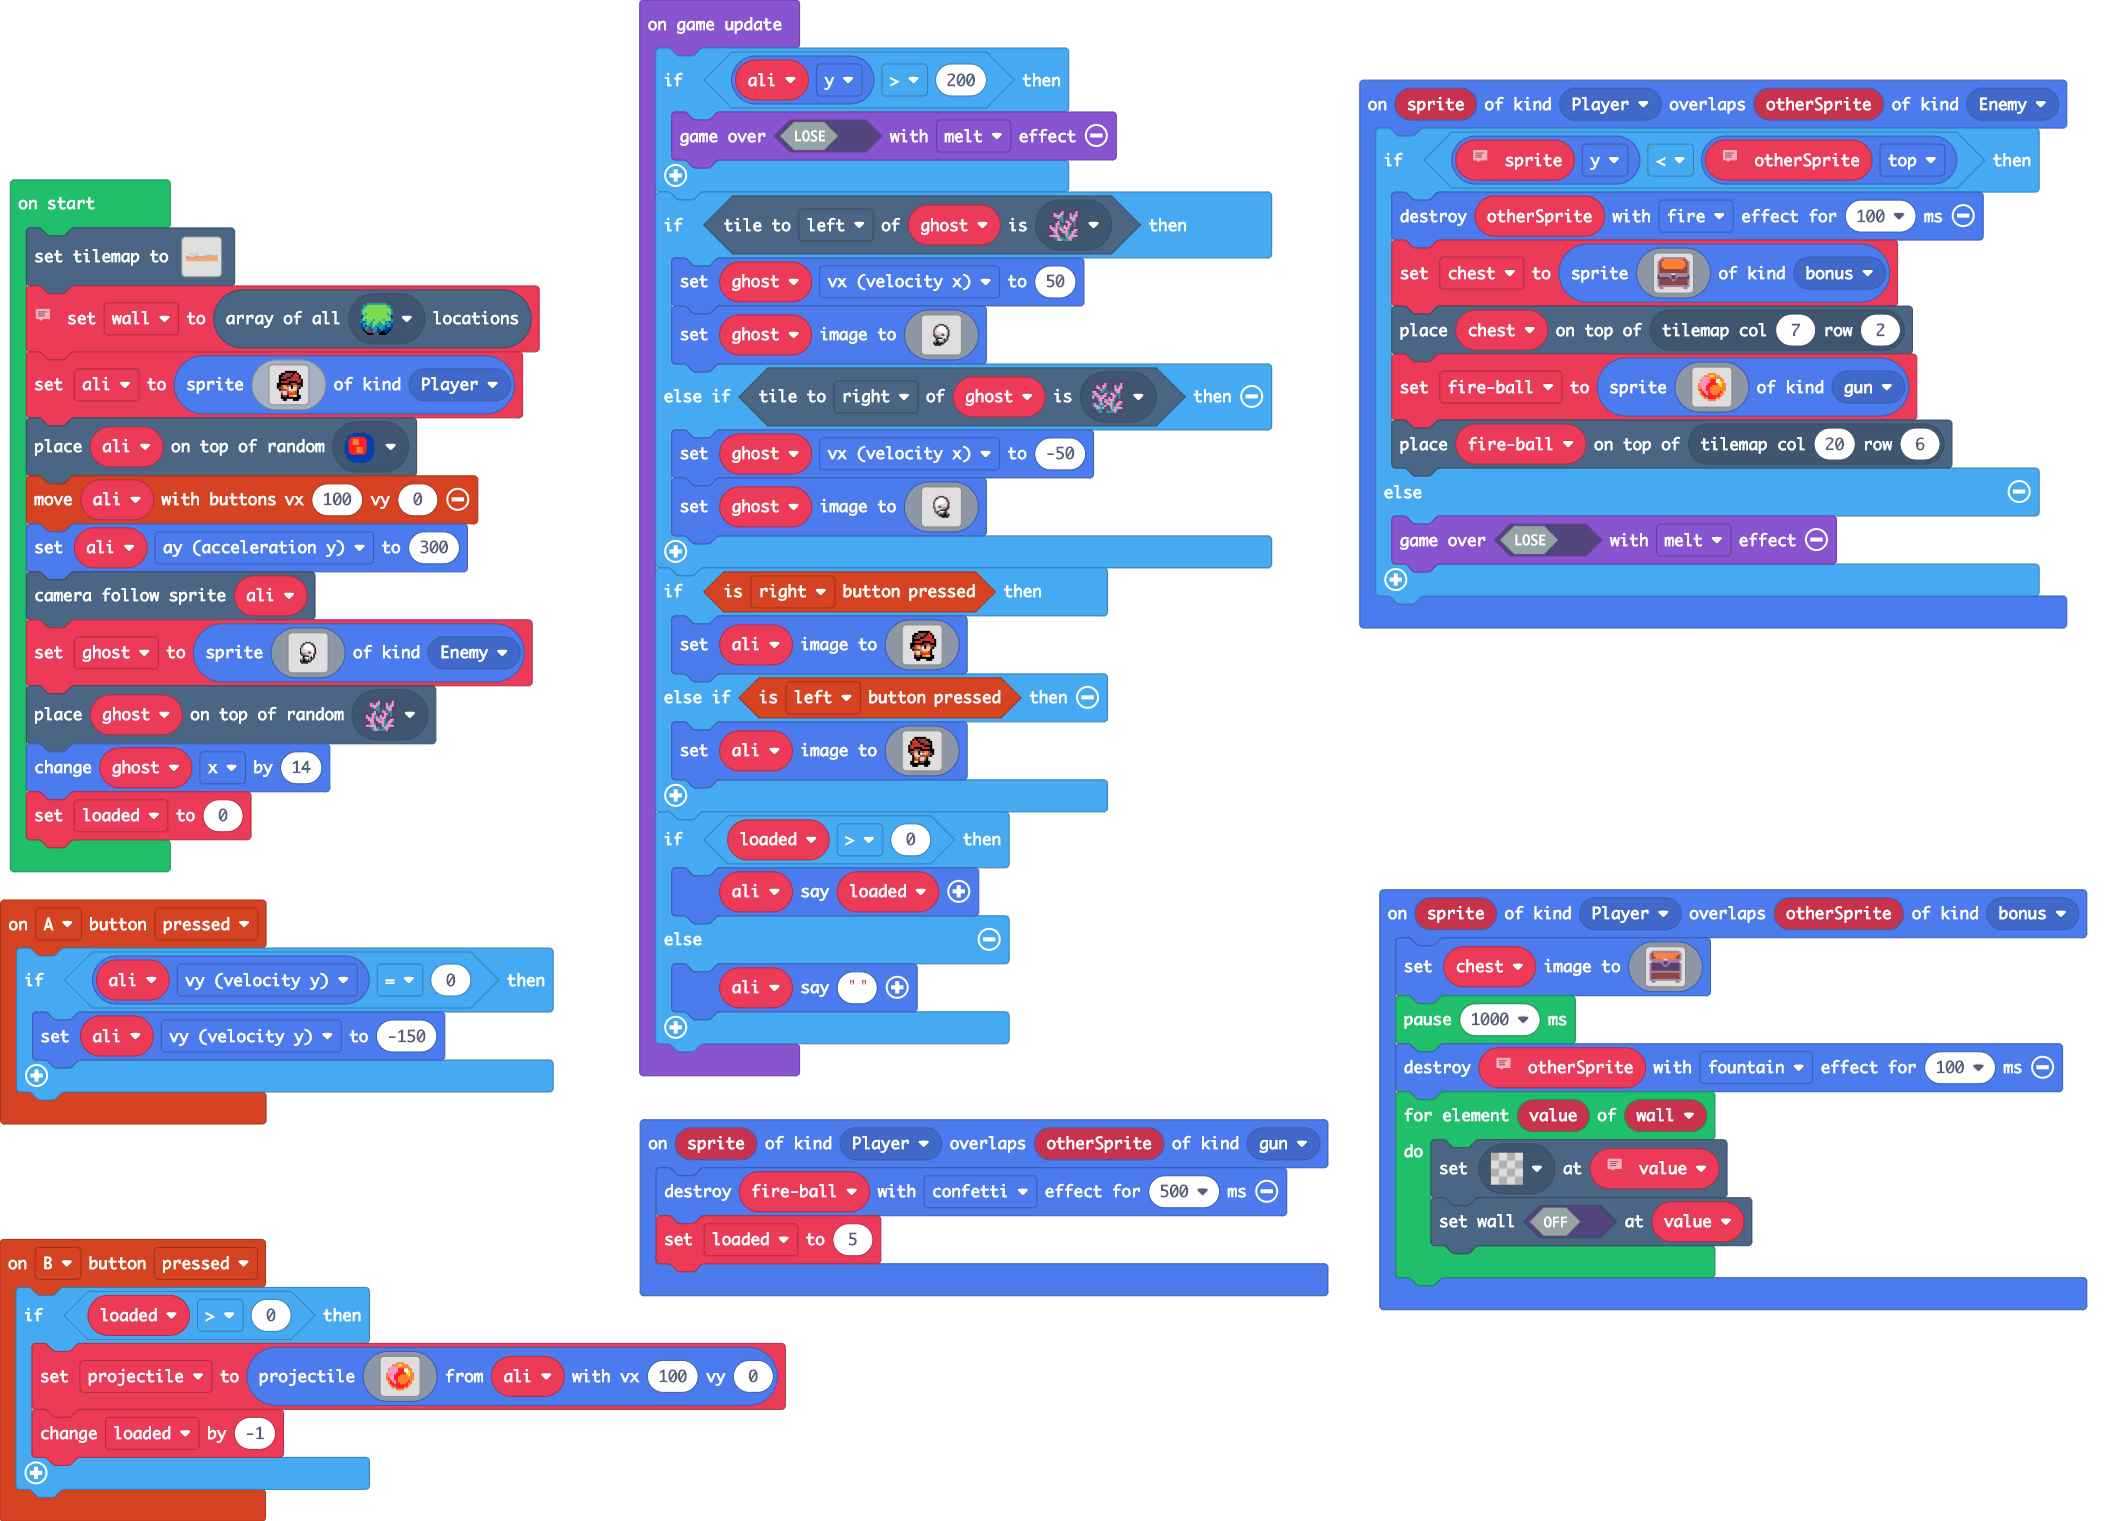 on start
set tilemap to
set wall to array of all locations
set ali to sprite of kind Player
place ali on top of random
move ali with buttons vx 100 vy 0
set ali ay (acceleration y) to 300
camera follow sprite ali
set ghost to sprite of kind Enemy
place ghost on top of random
change ghost x by 14
set loaded to 0
on A button pressed
if ali vy (velocity y) = 0 then
set ali vy (velocity y) to -150
on B button pressed
if loaded > 0 then
set projectile to projectile from ali with vx 100 vy 0
change loaded by -1
on game update
if ali y > 200 then
game over LOSE with melt effect
if tile to left of ghost is then
set ghost vx (velocity x) to 50
set ghost image to
else if tile to right of ghost is then
set ghost vx (velocity x) to -50
set ghost image to
if is right button pressed then
set ali image to
else if is left button pressed then
set ali image to
if loaded > 0 then
ali say loaded
else
ali say " "
on sprite of kind Player overlaps otherSprite of kind gun
destroy fire-ball with confetti effect for 500 ms
set loaded to 5
on sprite of kind Player overlaps otherSprite of kind Enemy
if sprite y < otherSprite top then
destroy otherSprite with fire effect for 100 ms
set chest to sprite of kind bonus
place chest on top of tilemap col 7 row 2
set fire-ball to sprite of kind gun
place fire-ball on top of tilemap col 20 row 6
else
game over LOSE with melt effect
on sprite of kind Player overlaps otherSprite of kind bonus
set chest image to
pause 1000 ms
destroy otherSprite with fountain effect for 100 ms
for element value of wall
do set at value
set wall OFF at value